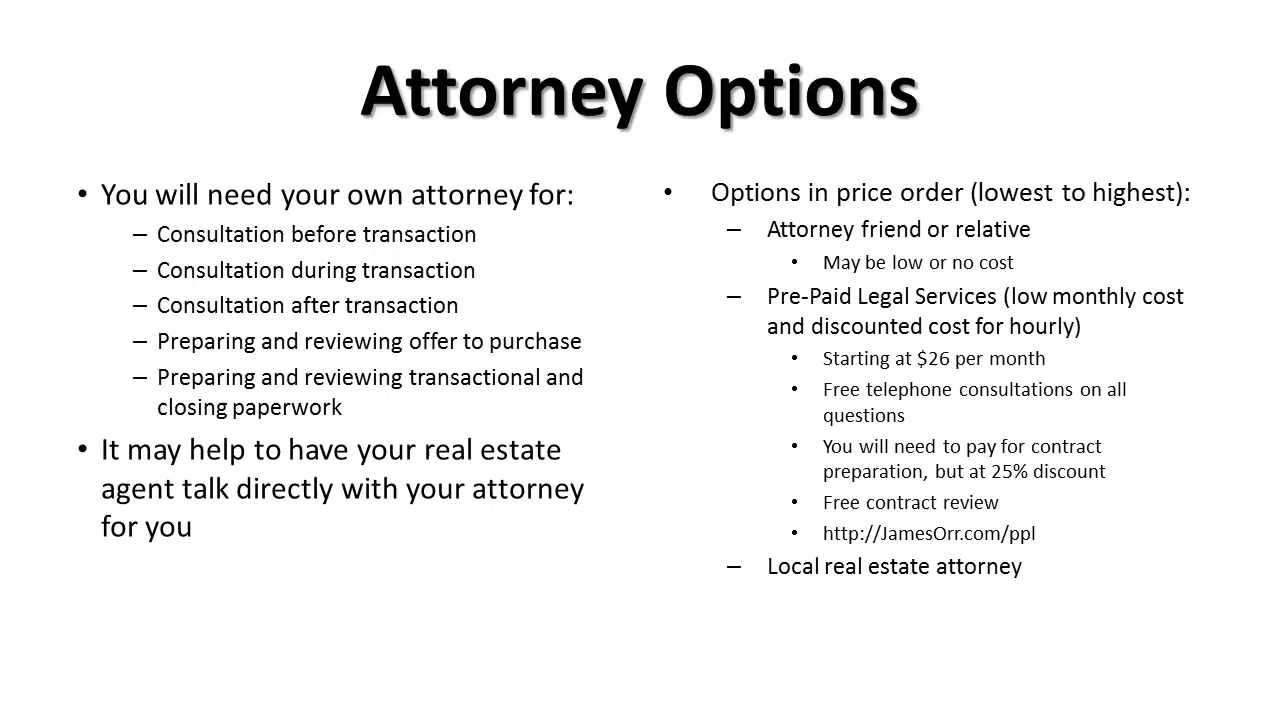 Attorney Options
• You will need your own attorney for:
– Consultation before transaction
– Consultation during transaction
– Consultation after transaction
– Preparing and reviewing offer to purchase
– Preparing and reviewing transactional and
closing paperwork
• It may help to have your real estate
agent talk directly with your attorney
for you
• Options in price order (lowest to highest):
– Attorney friend or relative
• May be low or no cost
– Pre-Paid Legal Services (low monthly cost
and discounted cost for hourly)
• Starting at $26 per month
• Free telephone consultations on all
questions
• You will need to pay for contract
preparation, but at 25% discount
• Free contract review
• http://JamesOrr.com/ppl
– Local real estate attorney